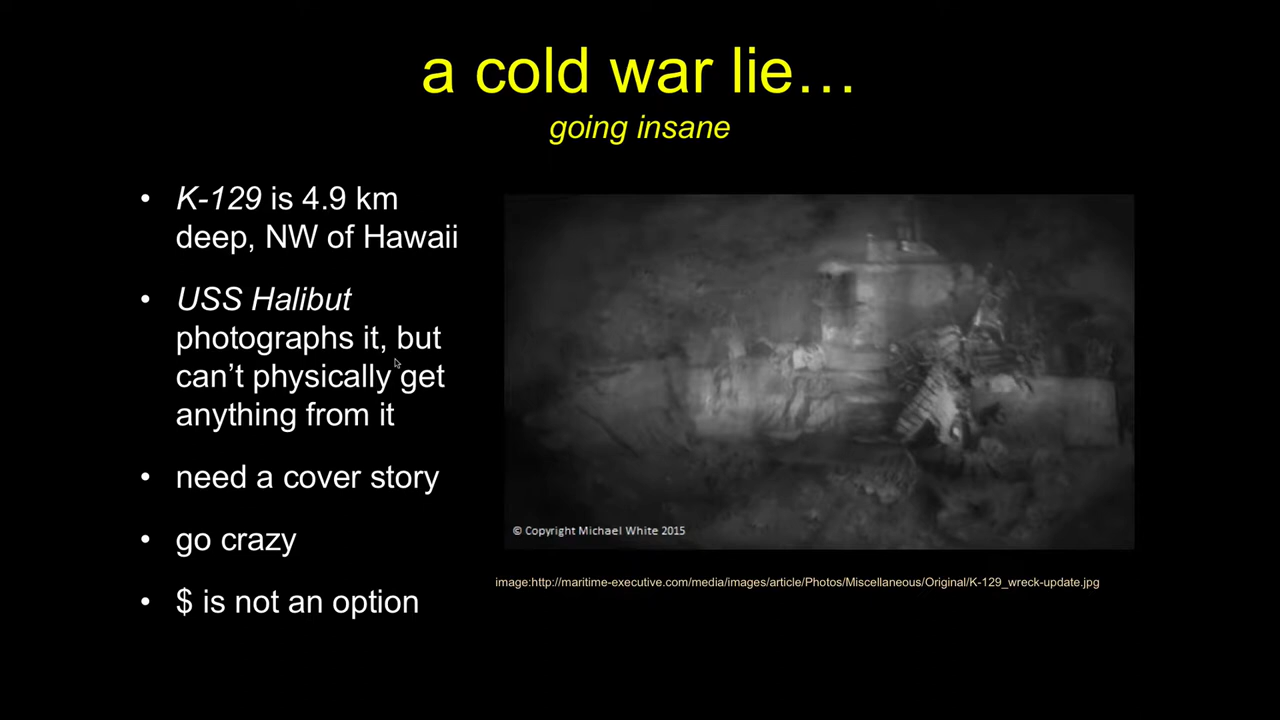 a cold war lie…
going insane
• K-129 is 4.9 km
deep, NW of Hawaii
• USS Halibut
photographs it, but
can’t physically get
anything from it
• need a cover story
• go crazy
• $ is not an option
© Copyright Michael White 2015
image:http://maritime-executive.com/media/images/article/Photos/Miscellaneous/Original/K-129_wreck-update.jpg